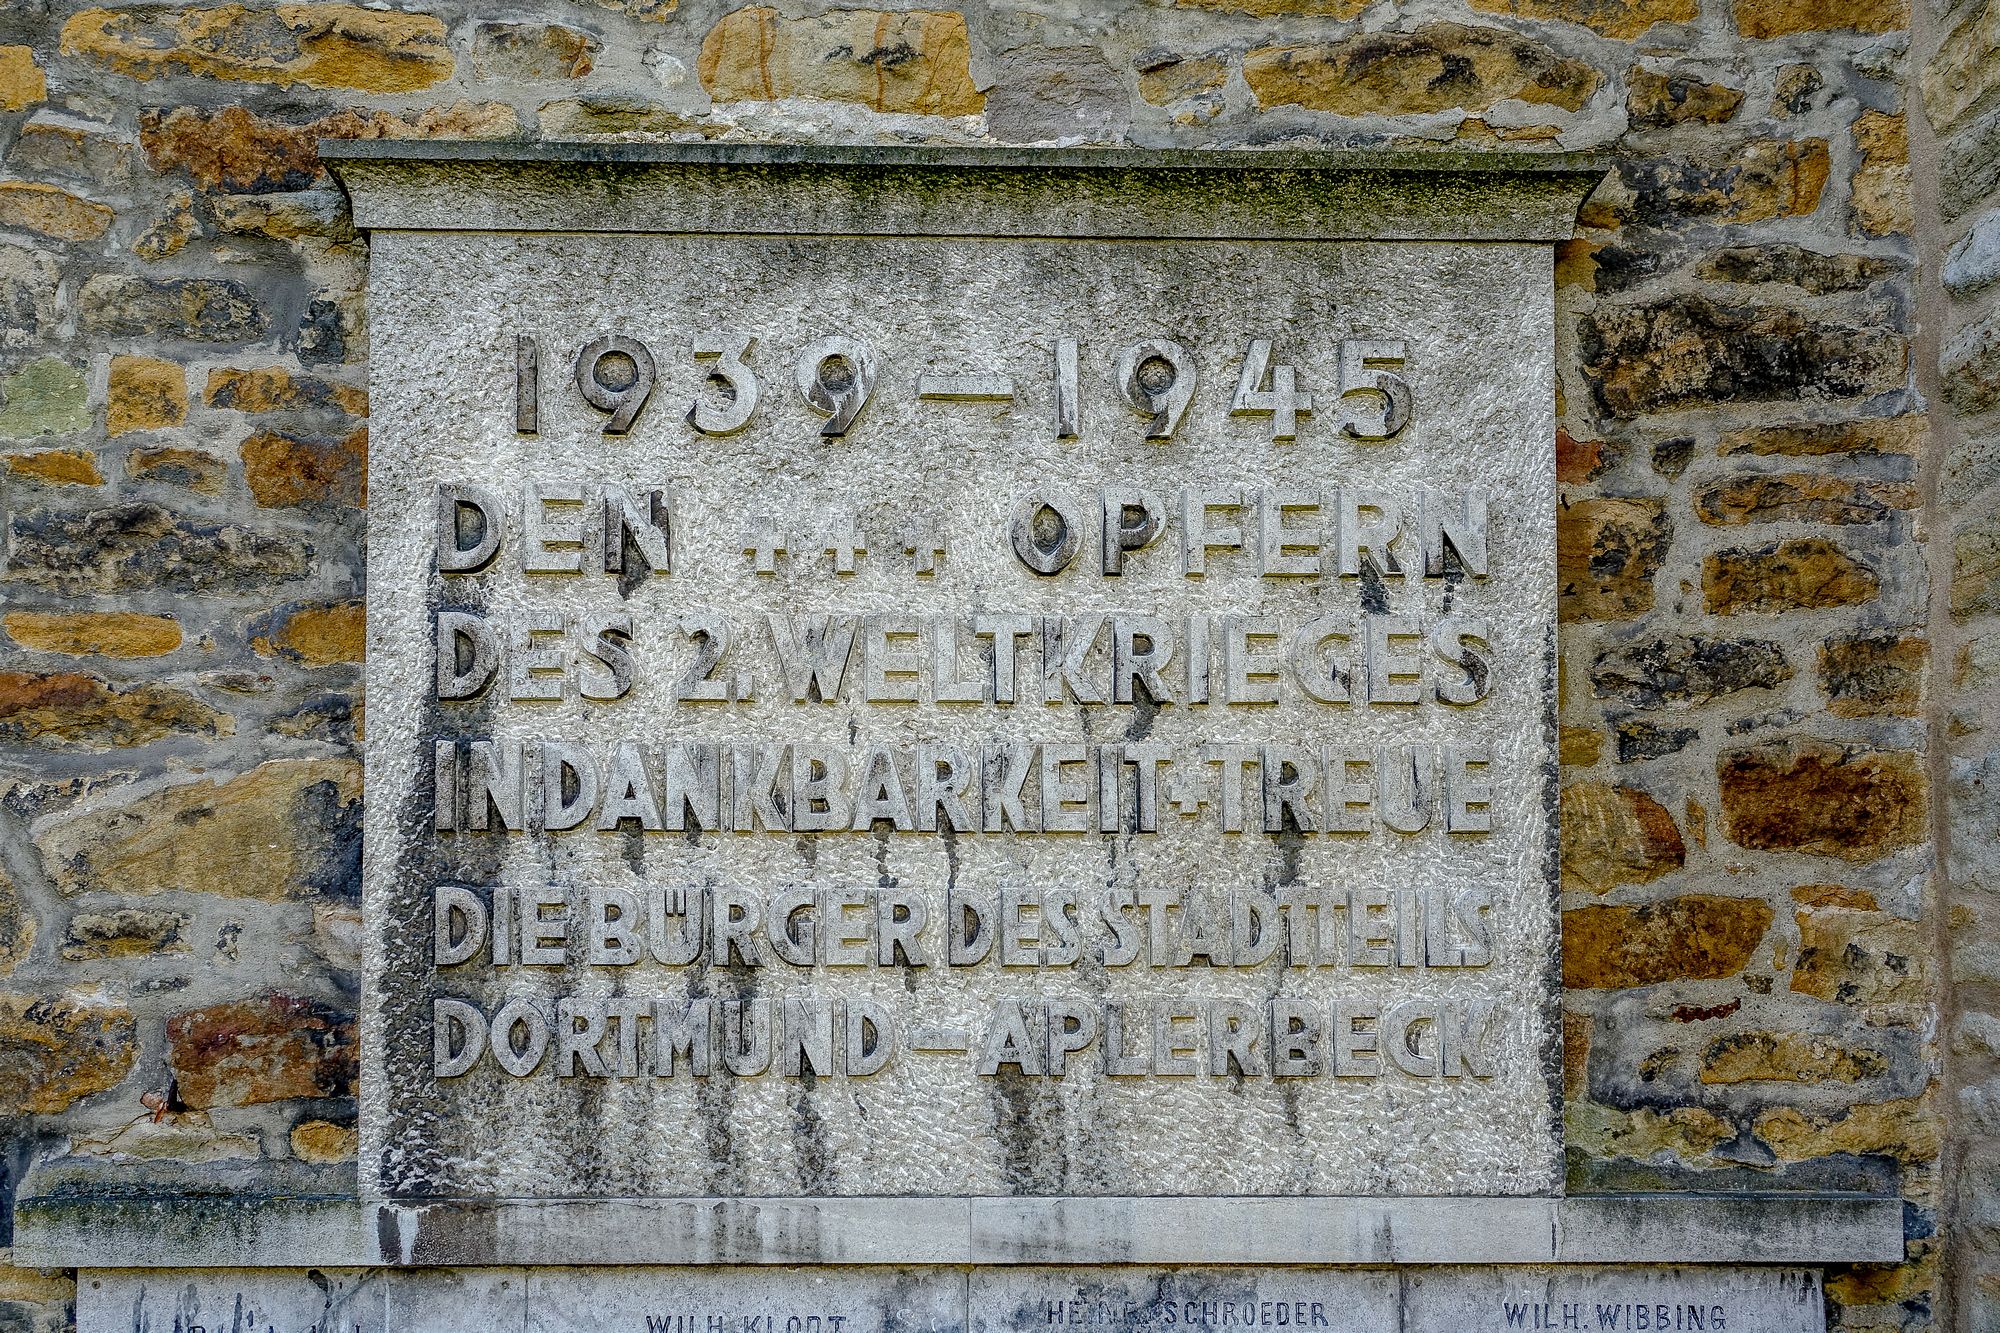 1939–1945
DEN +++ OPFERN
DES 2. WELTKRIEGES
IN DANKBARKEIT + TREUE
DIE BÜRGER DES STADTTEILS
DORTMUND – APLERBECK
WILH. KLODT
SCHROEDER
WILH. WIBBING